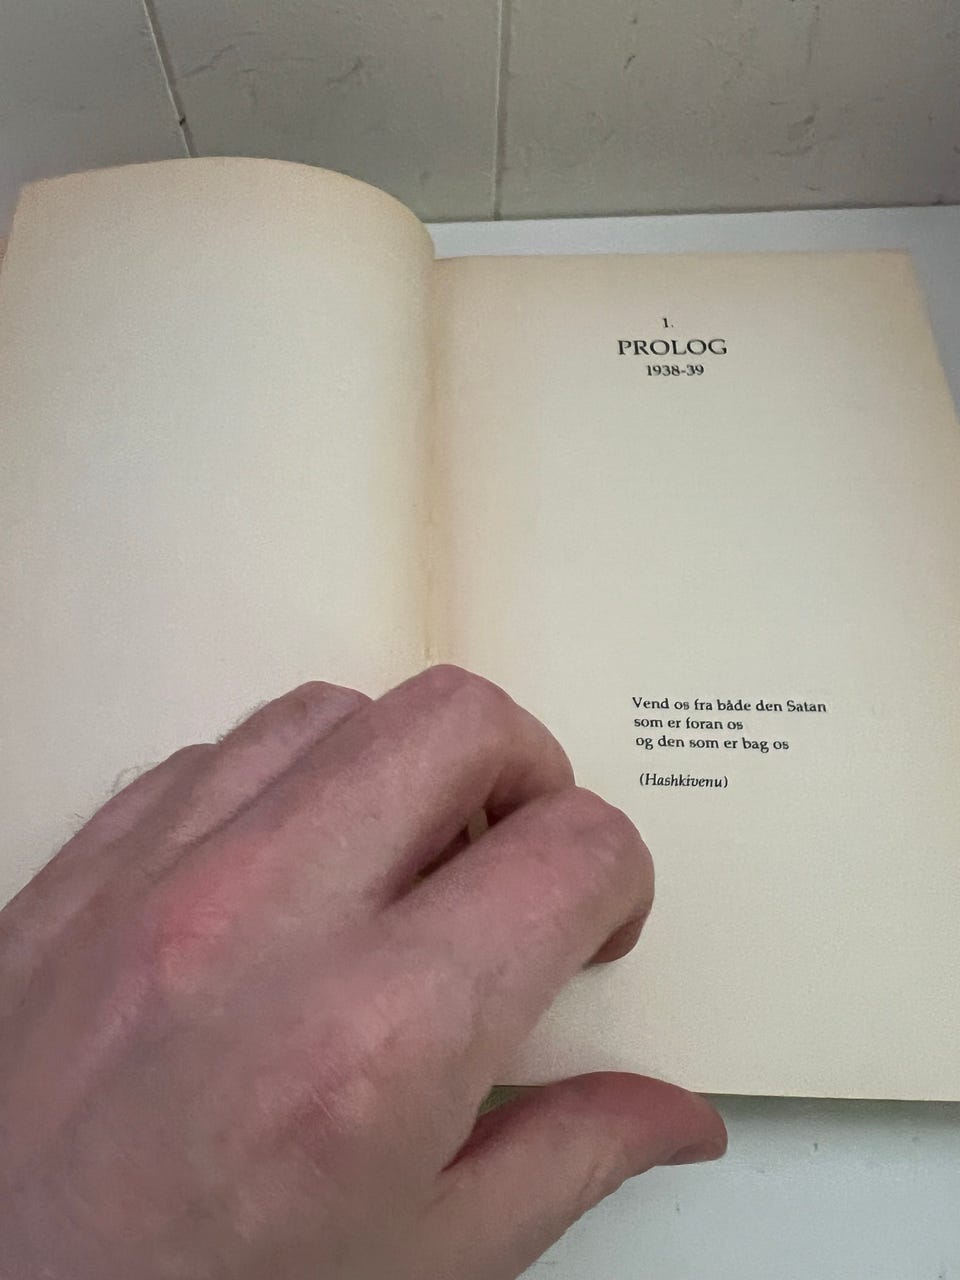 1.
PROLOG
1938-39
Vend os fra både den Satan
som er foran os
og den som er bag os
(Hashkivenu)